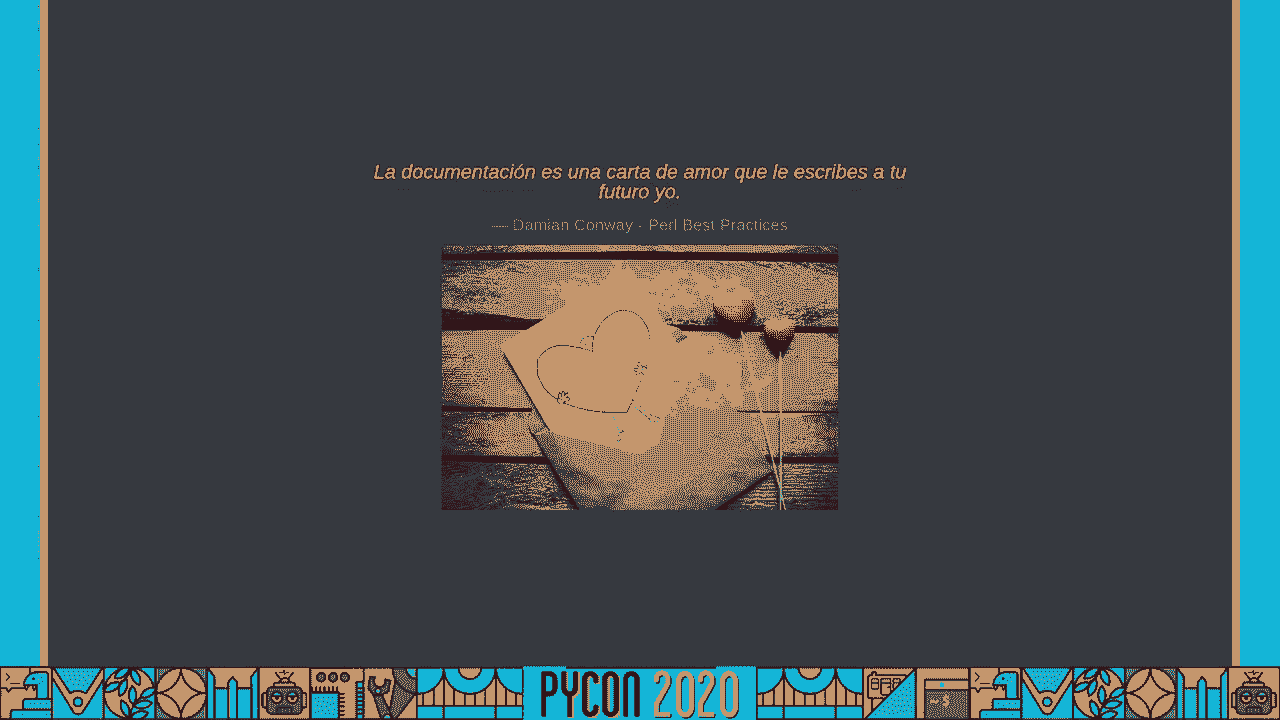 La documentación es una carta de amor que le escribes a tu
futuro yo.
— Damian Conway - Perl Best Practices
PYCON 2020